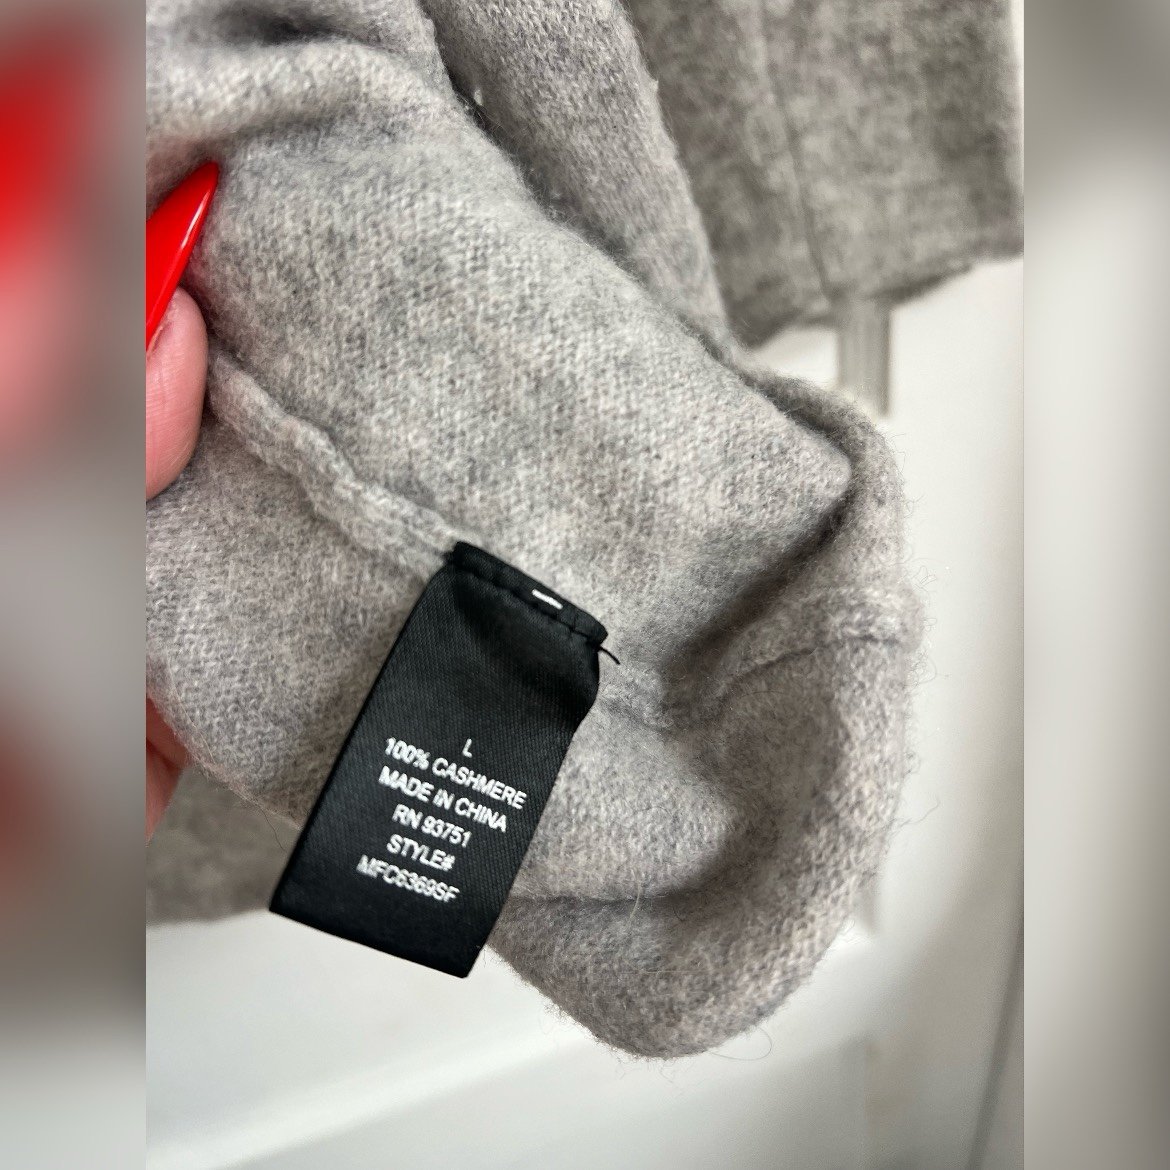 L
100% CASHMERE
MADE IN CHINA
RN 93751
STYLE#
MFC6369SF